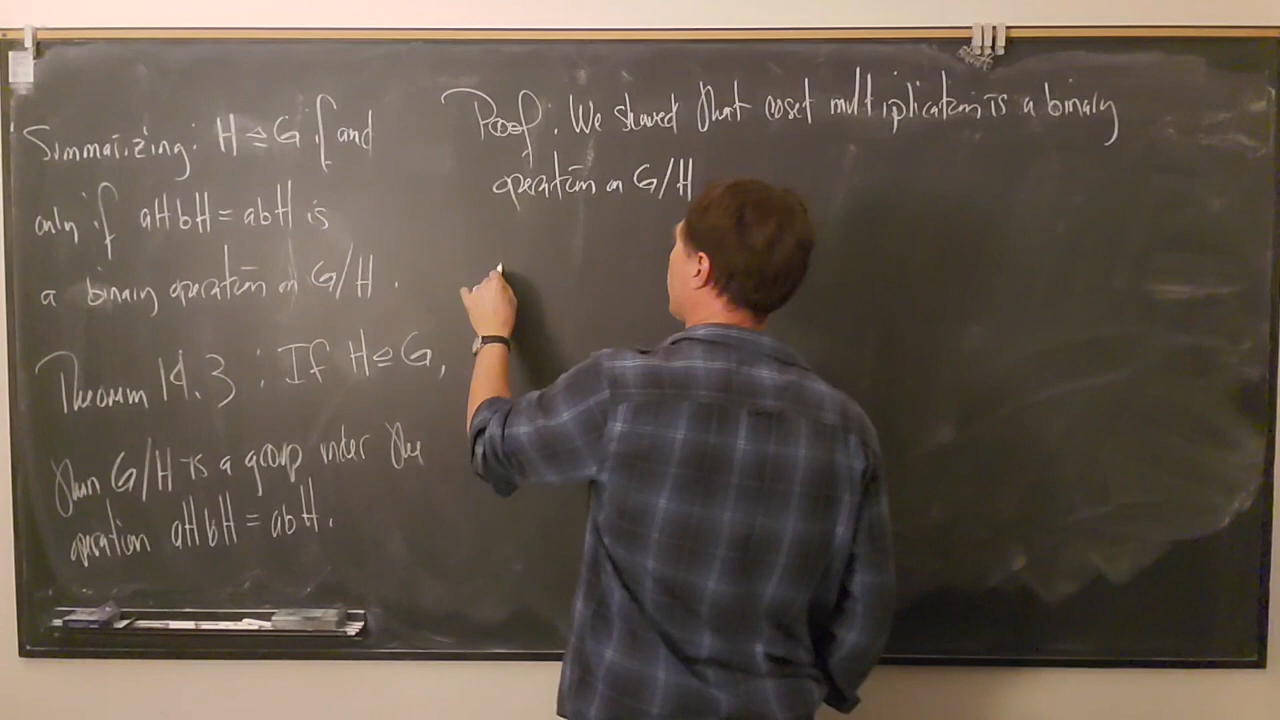 Summarizing: H ⊴ G if and
only if aHbH = abH is
a binary operation on G/H.
Theorem 14.3: If H ⊴ G,
then G/H is a group under the
operation aHbH = abH.
Proof: We showed that coset multiplication is a binary
operation on G/H